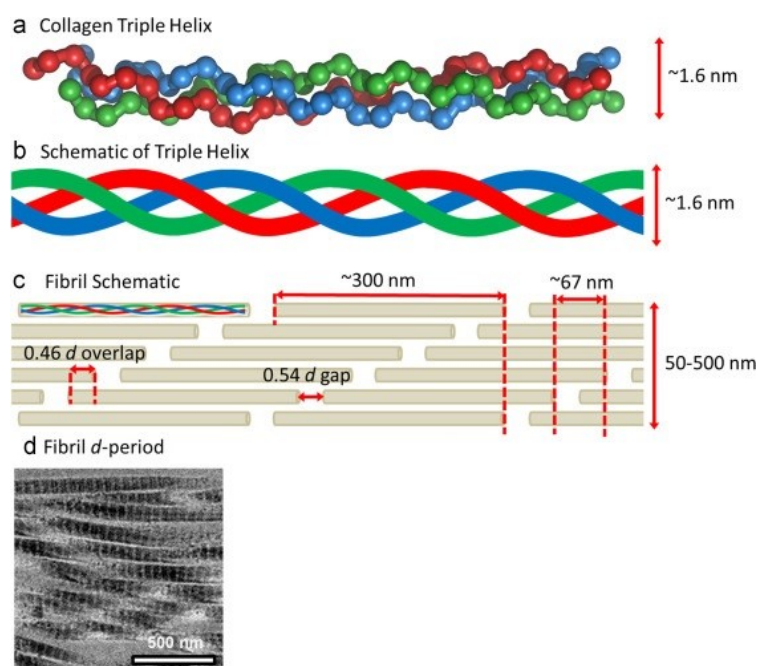 a Collagen Triple Helix
~1.6 nm
b Schematic of Triple Helix
~1.6 nm
c Fibril Schematic
~300 nm
~67 nm
0.46 d overlap
0.54 d gap
50-500 nm
d Fibril d-period
500 nm